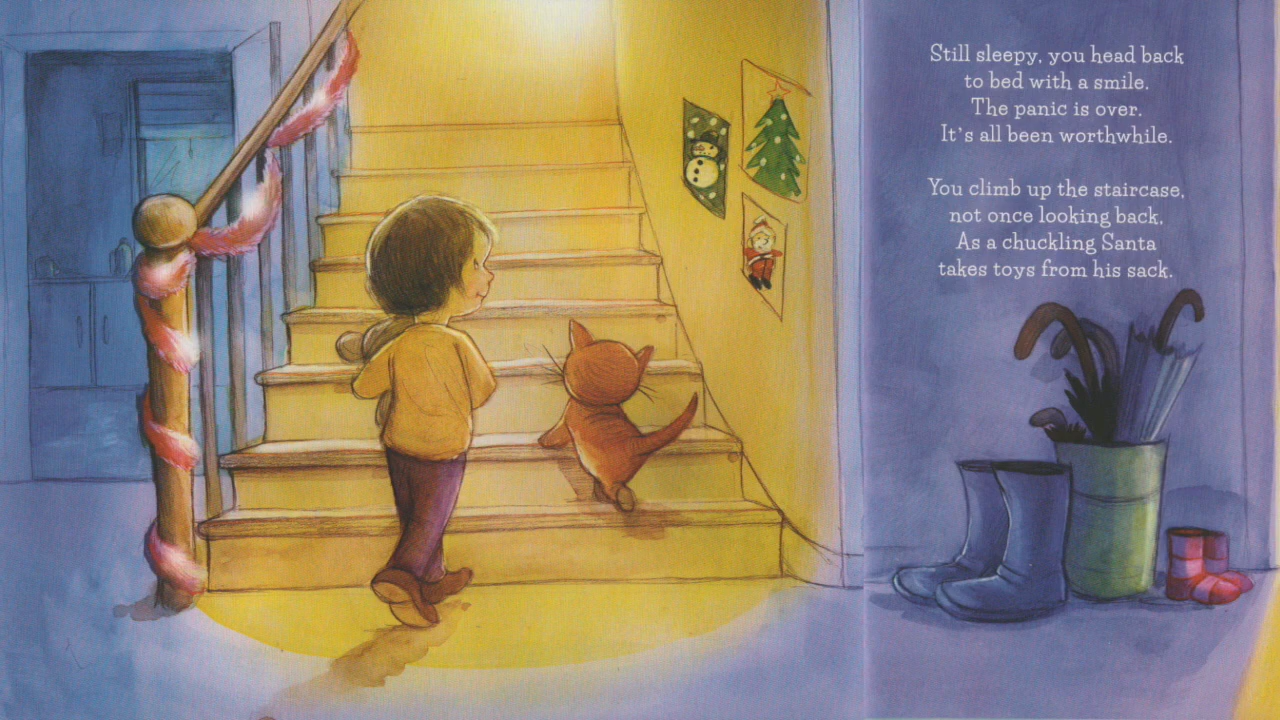 Still sleepy, you head back
to bed with a smile.
The panic is over.
It's all been worthwhile.
You climb up the staircase,
not once looking back,
As a chuckling Santa
takes toys from his sack.